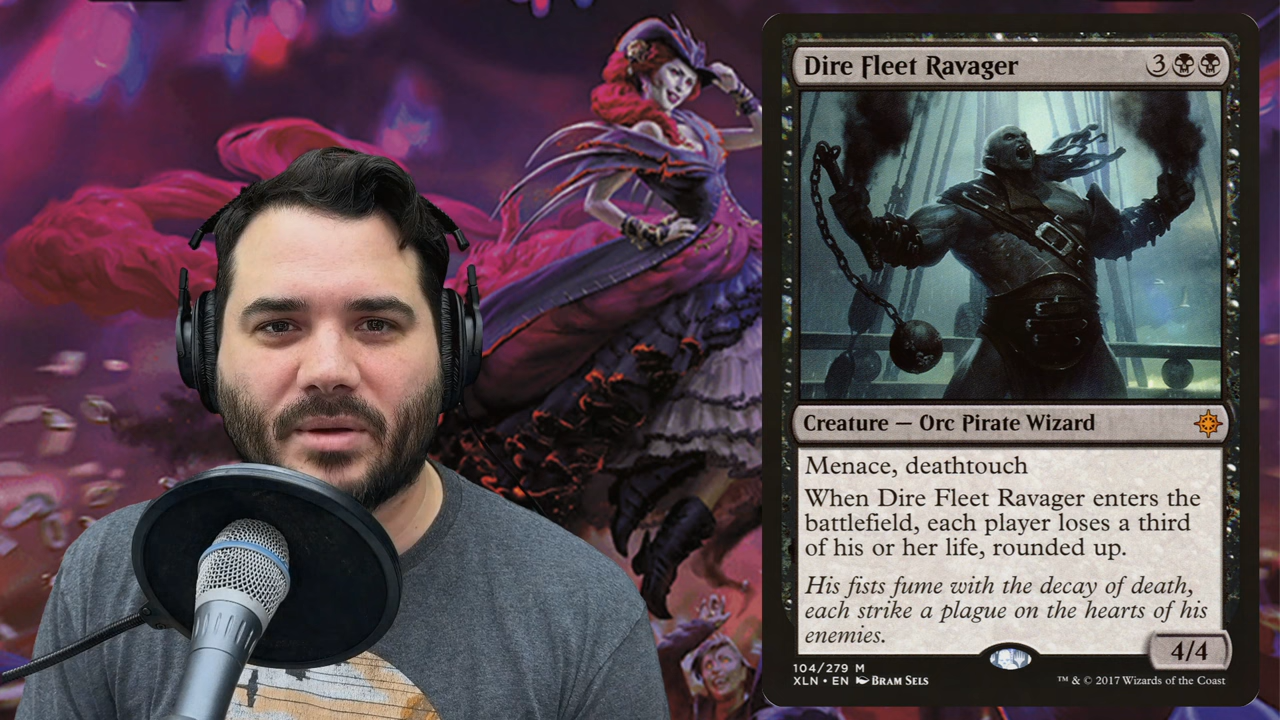 Dire Fleet Ravager 3
Creature — Orc Pirate Wizard
Menace, deathtouch
When Dire Fleet Ravager enters the
battlefield, each player loses a third
of his or her life, rounded up.
His fists fume with the decay of death,
each strike a plague on the hearts of his
enemies.
4/4
104/279 M
XLN • EN Bram Sels
™ & © 2017 Wizards of the Coast